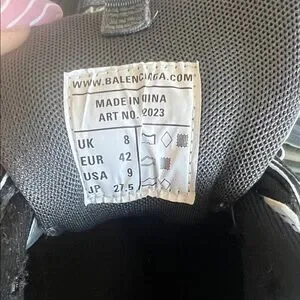 WWW.BALENCIAGA.COM
MADE IN CHINA
ART NO. 2023
UK 8
EUR 42
USA 9
JP 27.5